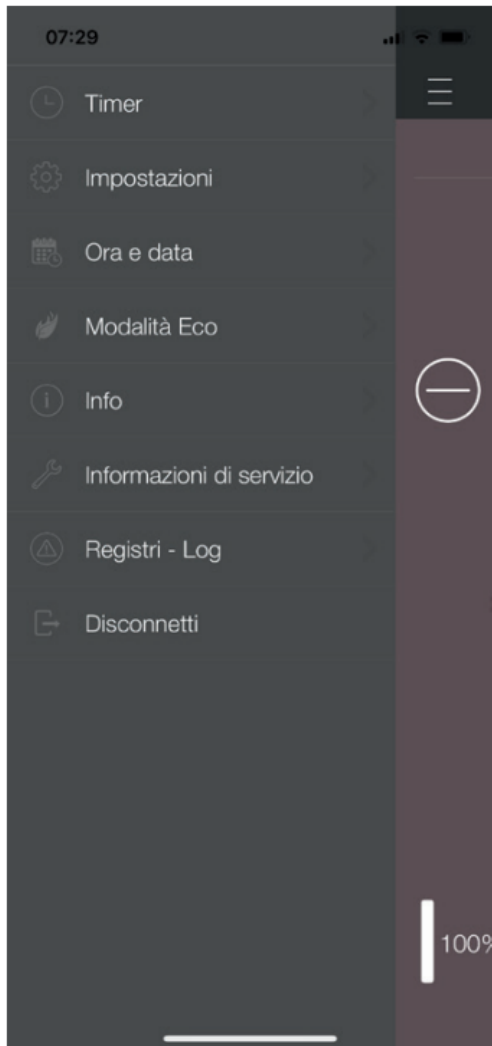 07:29
Timer
Impostazioni
Ora e data
Modalità Eco
Info
Informazioni di servizio
Registri - Log
Disconnetti
100%